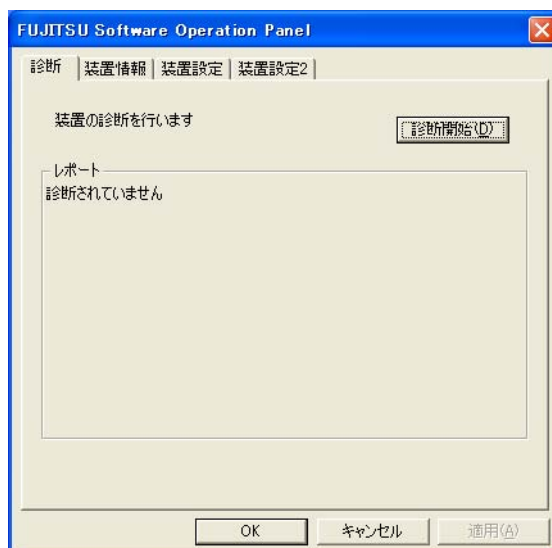 FUJITSU Software Operation Panel
診断 装置情報 装置設定 装置設定2
装置の診断を行います
診断開始(D)
レポート
診断されていません
OK キャンセル 適用(A)